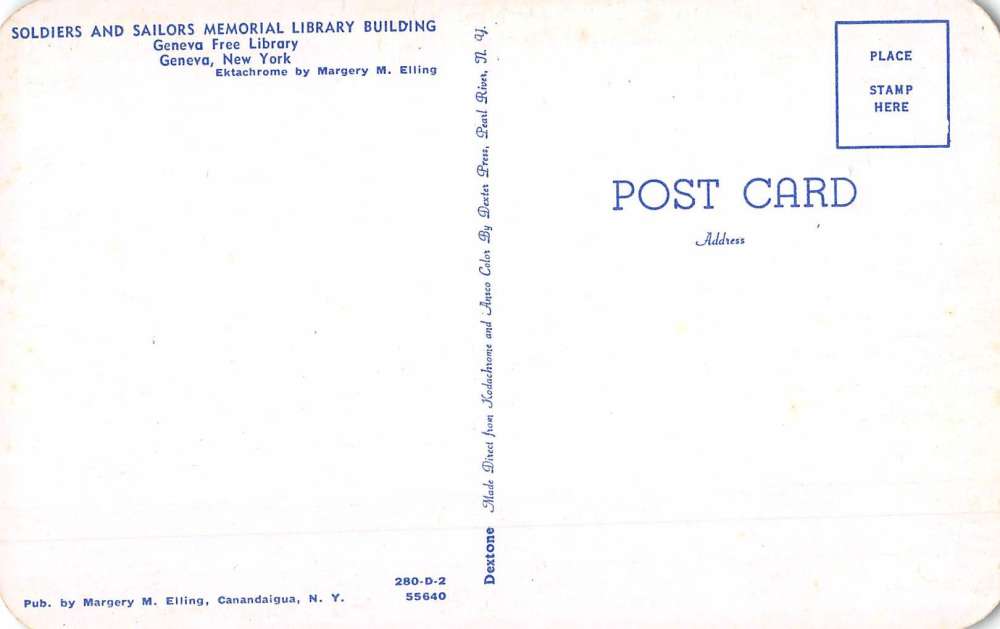 SOLDIERS AND SAILORS MEMORIAL LIBRARY BUILDING
Geneva Free Library
Geneva, New York
Ektachrome by Margery M. Elling
Pub. by Margery M. Elling, Canandaigua, N. Y.
280-D-2
55640
Dextone Made Direct from Kodachrome and Ansco Color By Dexter Press, Pearl River, N. Y.
PLACE
STAMP
HERE
POST CARD
Address